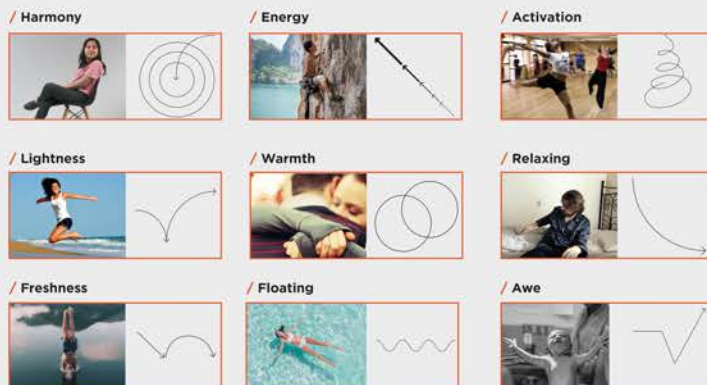 / Harmony
/ Energy
/ Activation
/ Lightness
/ Warmth
/ Relaxing
/ Freshness
/ Floating
/ Awe